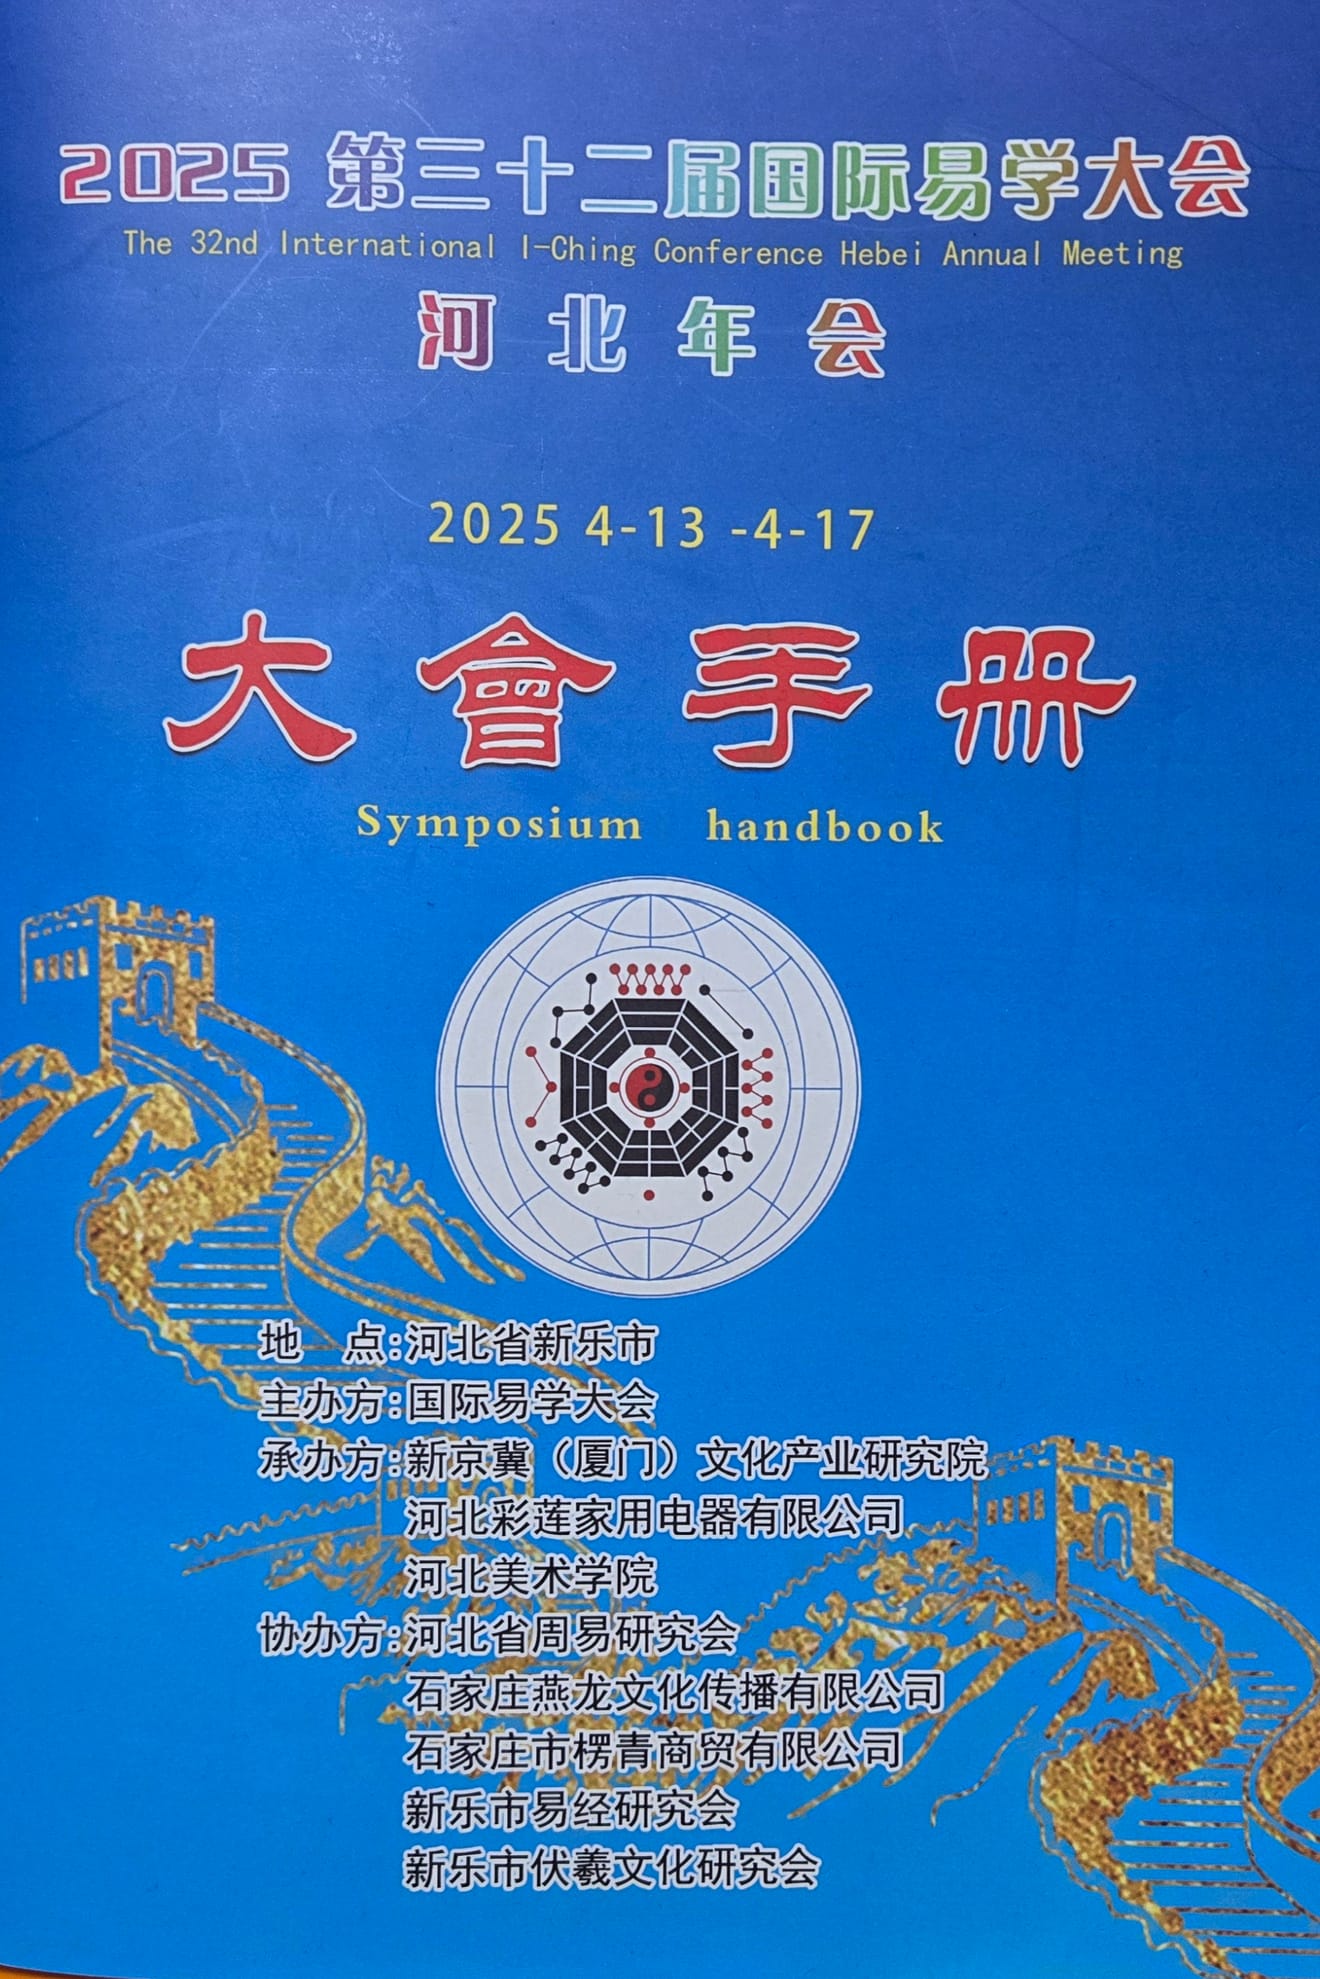 2025 第三十二届国际易学大会
The 32nd International I-Ching Conference Hebei Annual Meeting
河北年会
2025 4-13 -4-17
大會手册
Symposium handbook
地 点:河北省新乐市
主办方:国际易学大会
承办方:新京冀（厦门）文化产业研究院
河北彩莲家用电器有限公司
河北美术学院
协办方:河北省周易研究会
石家庄燕龙文化传播有限公司
石家庄市楞青商贸有限公司
新乐市易经研究会
新乐市伏羲文化研究会